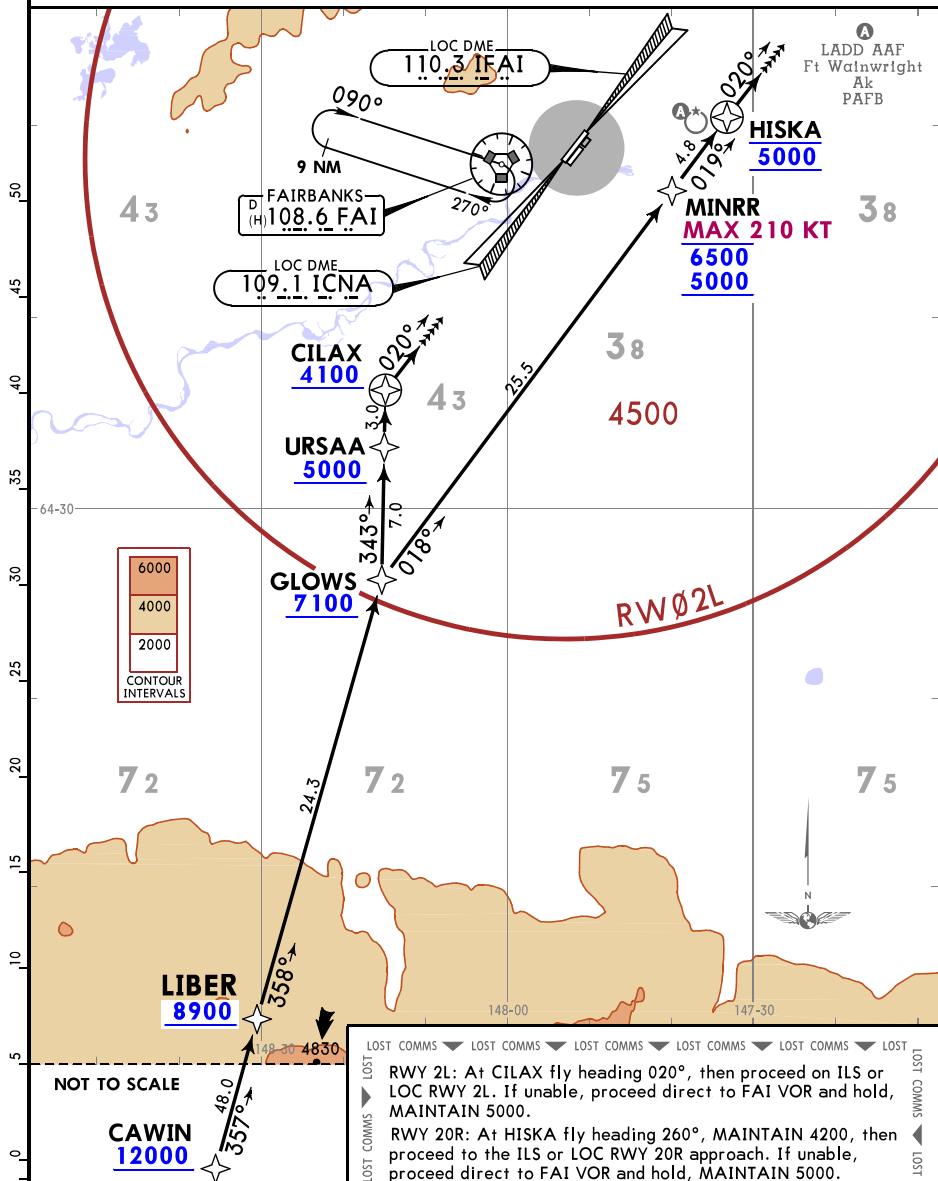 LOC DME
110.3 IFAI
A
LADD AAF
Ft Wainwright
Ak
PAFB
020°
A
HISKA
5000
090°
4.8
019°
9 NM
FAIRBANKS
D
(H)
108.6 FAI
270°
50
43
MINRR
MAX 210 KT
6500
5000
38
LOC DME
109.1 ICNA
45
020°
CILAX
4100
38
25.5
40
43
4500
3.0
URSAA
5000
35
7.0
64-30
343°
018°
6000
4000
2000
CONTOUR
INTERVALS
30
GLOWS
7100
RWØ2L
25
72
72
75
75
24.3
20
15
N
10
LIBER
8900
358°
148-00
147-30
148-30
4830
5
NOT TO SCALE
48.0
357°
CAWIN
12000
0
LOST COMMS LOST COMMS LOST COMMS LOST COMMS LOST COMMS
LOST
LOST COMMS
LOST COMMS
LOST
RWY 2L: At CILAX fly heading 020°, then proceed on ILS or
LOC RWY 2L. If unable, proceed direct to FAI VOR and hold,
MAINTAIN 5000.
RWY 20R: At HISKA fly heading 260°, MAINTAIN 4200, then
proceed to the ILS or LOC RWY 20R approach. If unable,
proceed direct to FAI VOR and hold, MAINTAIN 5000.